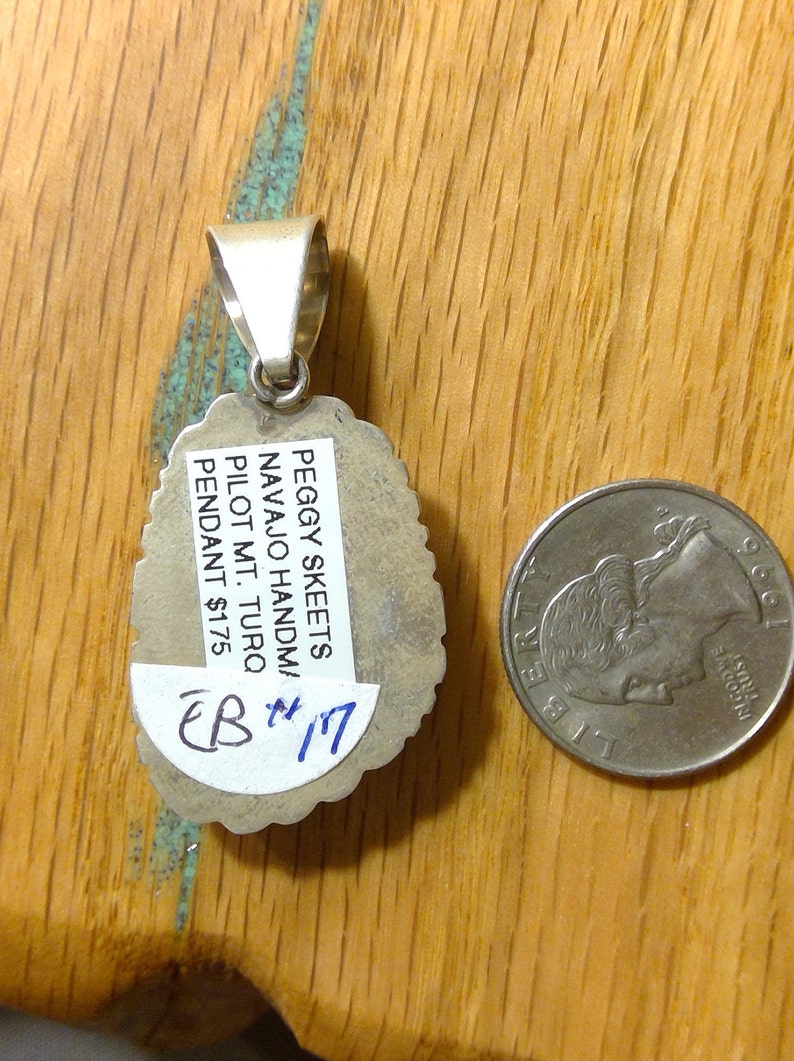 PEGGY SKEETS
NAVAJO HANDMA
PILOT MT. TURQ
PENDANT $175
EB "17
LIBERTY
IN GOD WE
TRUST
1996